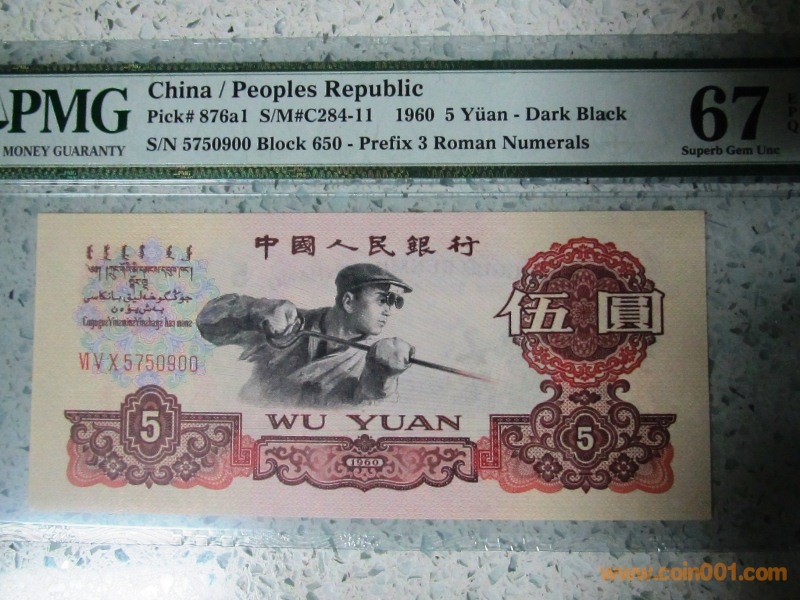 PMG
MONEY GUARANTY
China / Peoples Republic
Pick# 876a1 S/M#C284-11 1960 5 Yüan - Dark Black
S/N 5750900 Block 650 - Prefix 3 Roman Numerals
67
EPQ
Superb Gem Unc
中國人民銀行
伍圓
Ⅵ Ⅴ Ⅹ 5750900
5
WU YUAN
1960
5
www.coin001.com